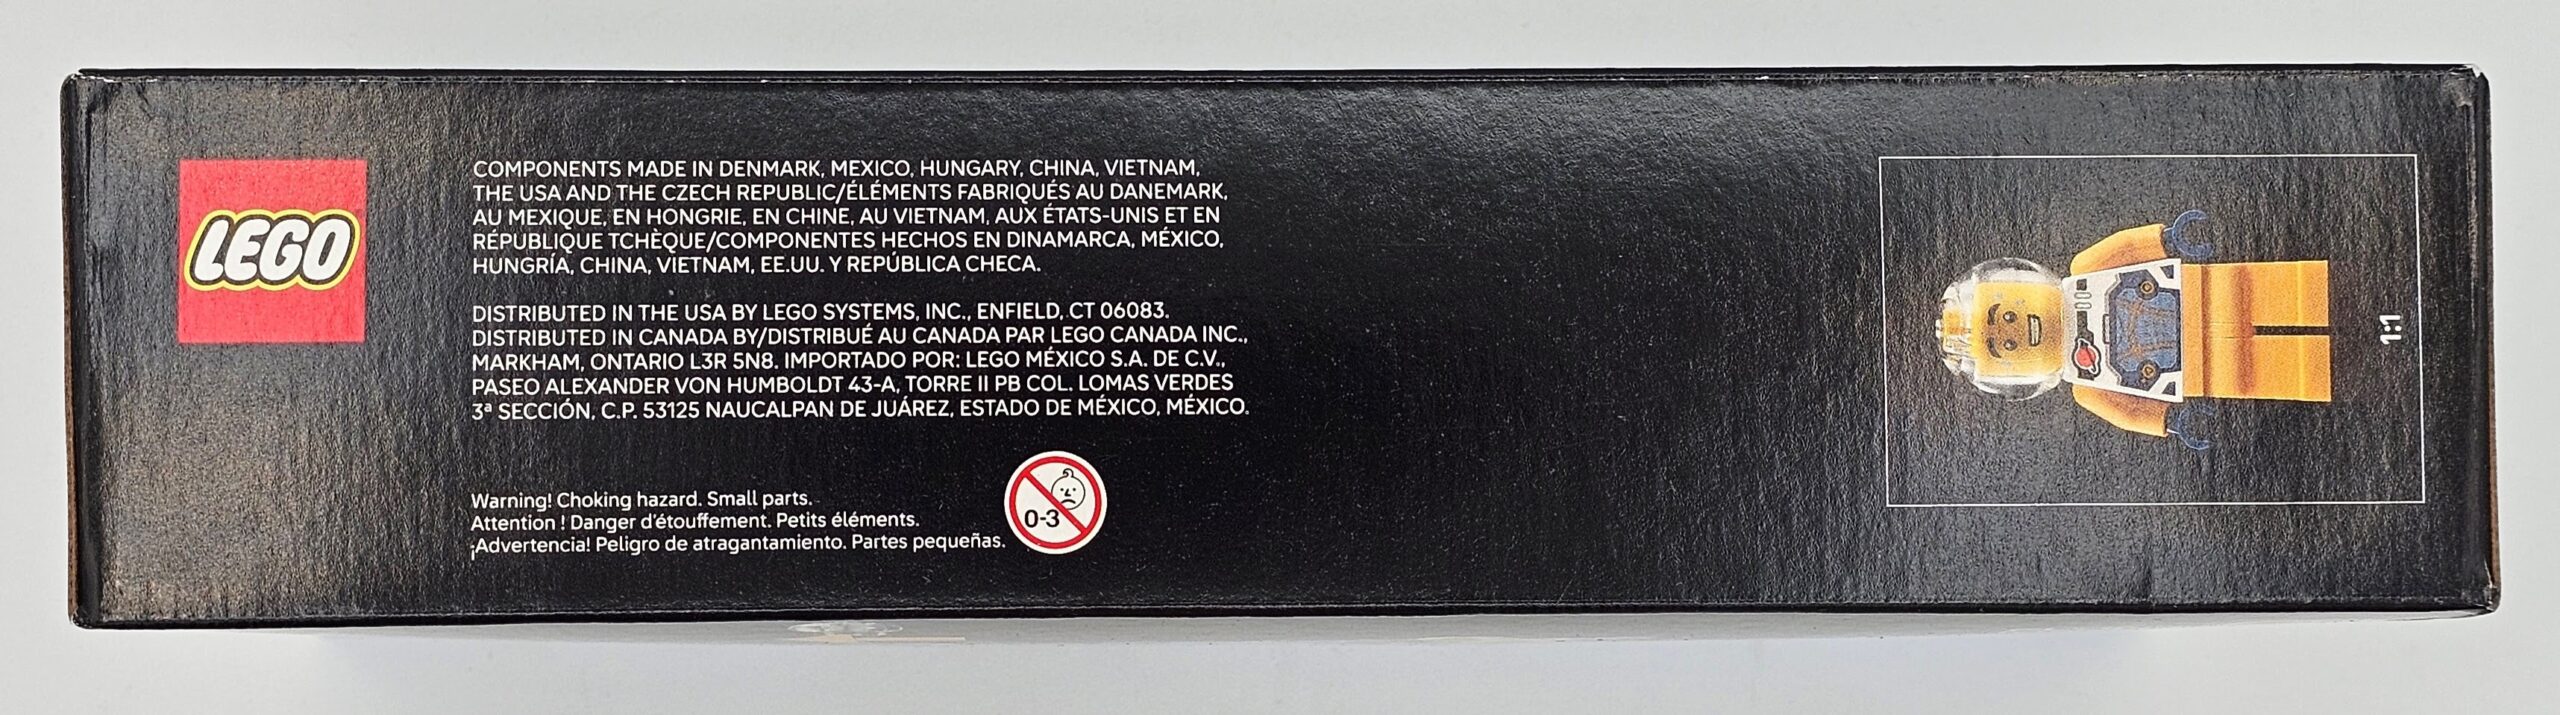 LEGO
COMPONENTS MADE IN DENMARK, MEXICO, HUNGARY, CHINA, VIETNAM,
THE USA AND THE CZECH REPUBLIC/ÉLÉMENTS FABRIQUÉS AU DANEMARK,
AU MEXIQUE, EN HONGRIE, EN CHINE, AU VIETNAM, AUX ÉTATS-UNIS ET EN
RÉPUBLIQUE TCHÈQUE/COMPONENTES HECHOS EN DINAMARCA, MÉXICO,
HUNGRÍA, CHINA, VIETNAM, EE.UU. Y REPÚBLICA CHECA.
DISTRIBUTED IN THE USA BY LEGO SYSTEMS, INC., ENFIELD, CT 06083.
DISTRIBUTED IN CANADA BY/DISTRIBUÉ AU CANADA PAR LEGO CANADA INC.,
MARKHAM, ONTARIO L3R 5N8. IMPORTADO POR: LEGO MÉXICO S.A. DE C.V.,
PASEO ALEXANDER VON HUMBOLDT 43-A, TORRE II PB COL. LOMAS VERDES
3ª SECCIÓN, C.P. 53125 NAUCALPAN DE JUÁREZ, ESTADO DE MÉXICO, MÉXICO.
Warning! Choking hazard. Small parts.
Attention ! Danger d'étouffement. Petits éléments.
¡Advertencia! Peligro de atragantamiento. Partes pequeñas.
0-3
1:1